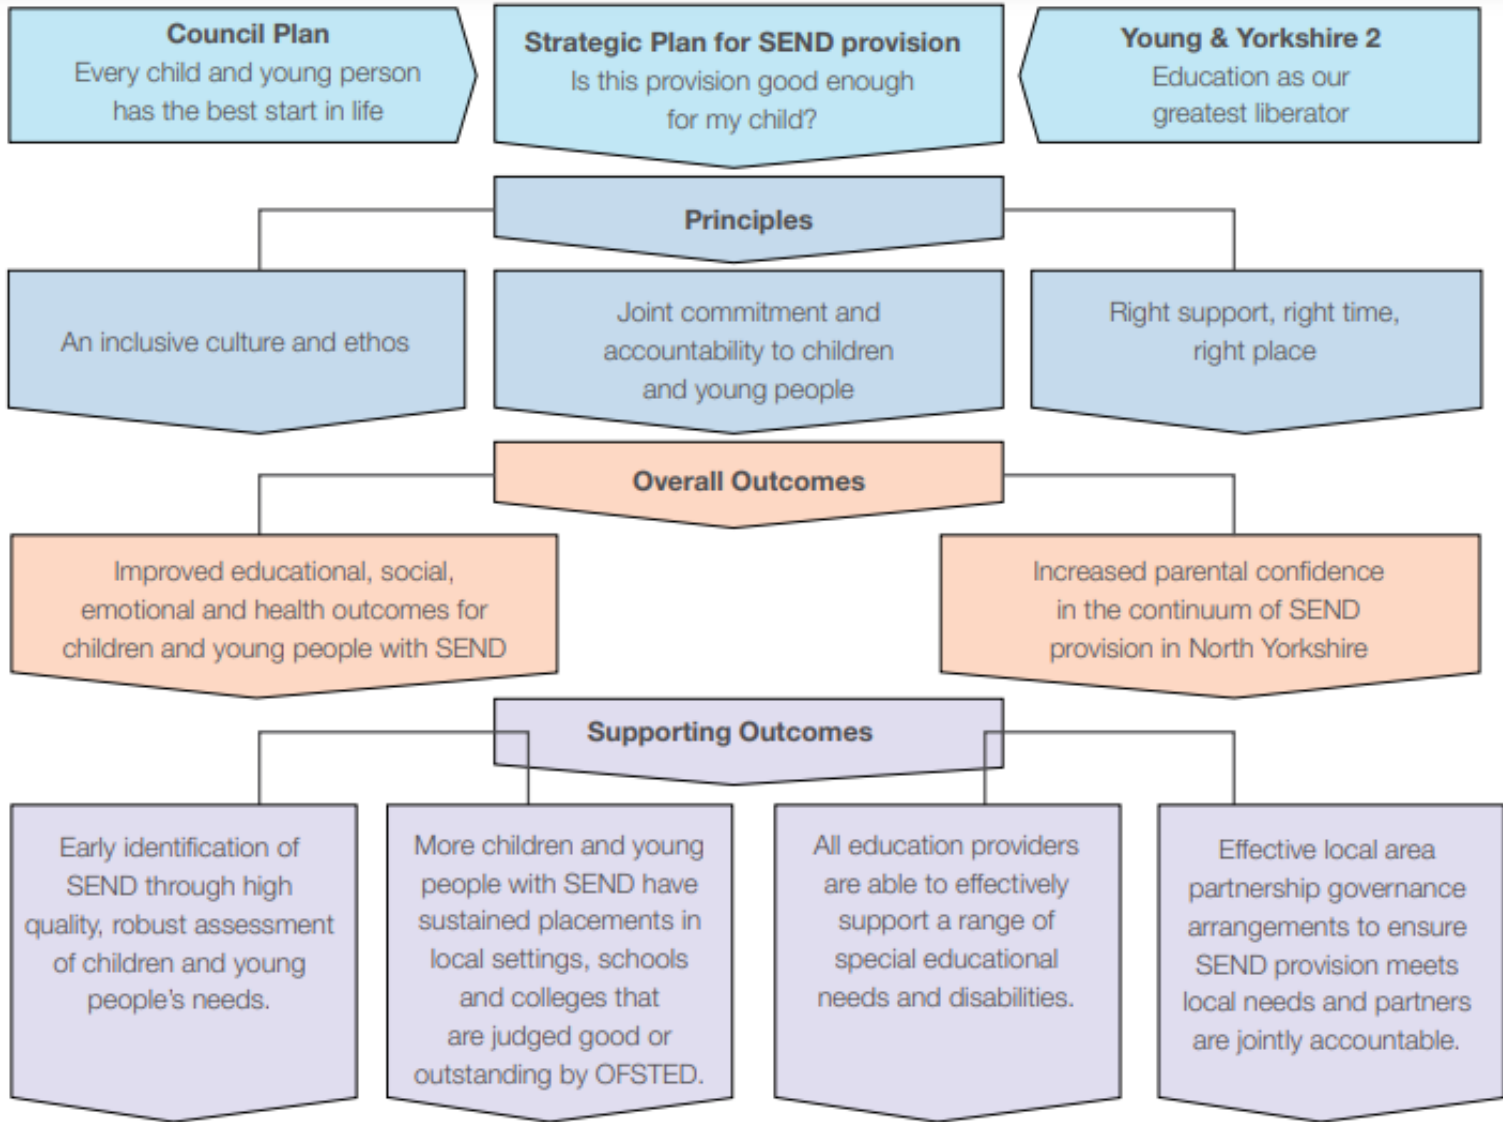 Council Plan
Every child and young person
has the best start in life
Strategic Plan for SEND provision
Is this provision good enough
for my child?
Young & Yorkshire 2
Education as our
greatest liberator
Principles
An inclusive culture and ethos
Joint commitment and
accountability to children
and young people
Right support, right time,
right place
Overall Outcomes
Improved educational, social,
emotional and health outcomes for
children and young people with SEND
Increased parental confidence
in the continuum of SEND
provision in North Yorkshire
Supporting Outcomes
Early identification of
SEND through high
quality, robust assessment
of children and young
people's needs.
More children and young
people with SEND have
sustained placements in
local settings, schools
and colleges that
are judged good or
outstanding by OFSTED.
All education providers
are able to effectively
support a range of
special educational
needs and disabilities.
Effective local area
partnership governance
arrangements to ensure
SEND provision meets
local needs and partners
are jointly accountable.